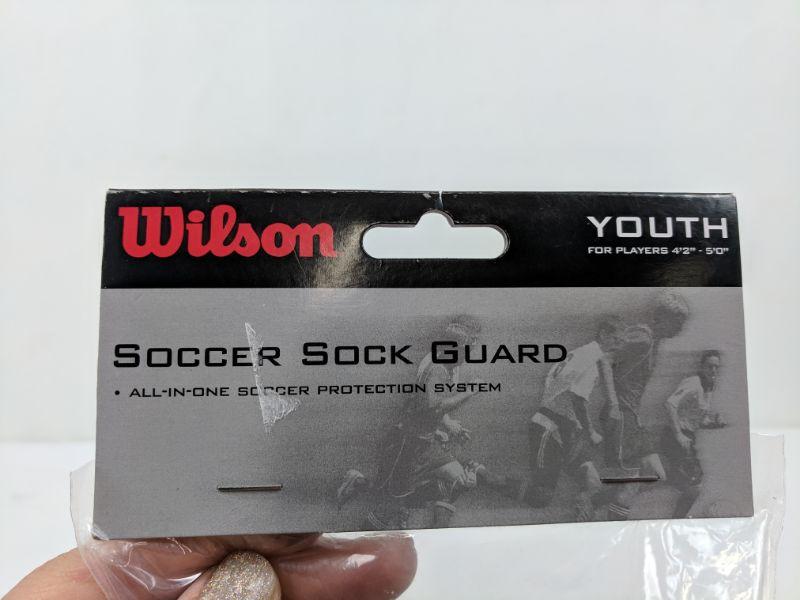 Wilson
YOUTH
FOR PLAYERS 4'2" - 5'0"
SOCCER SOCK GUARD
• ALL-IN-ONE SOCCER PROTECTION SYSTEM